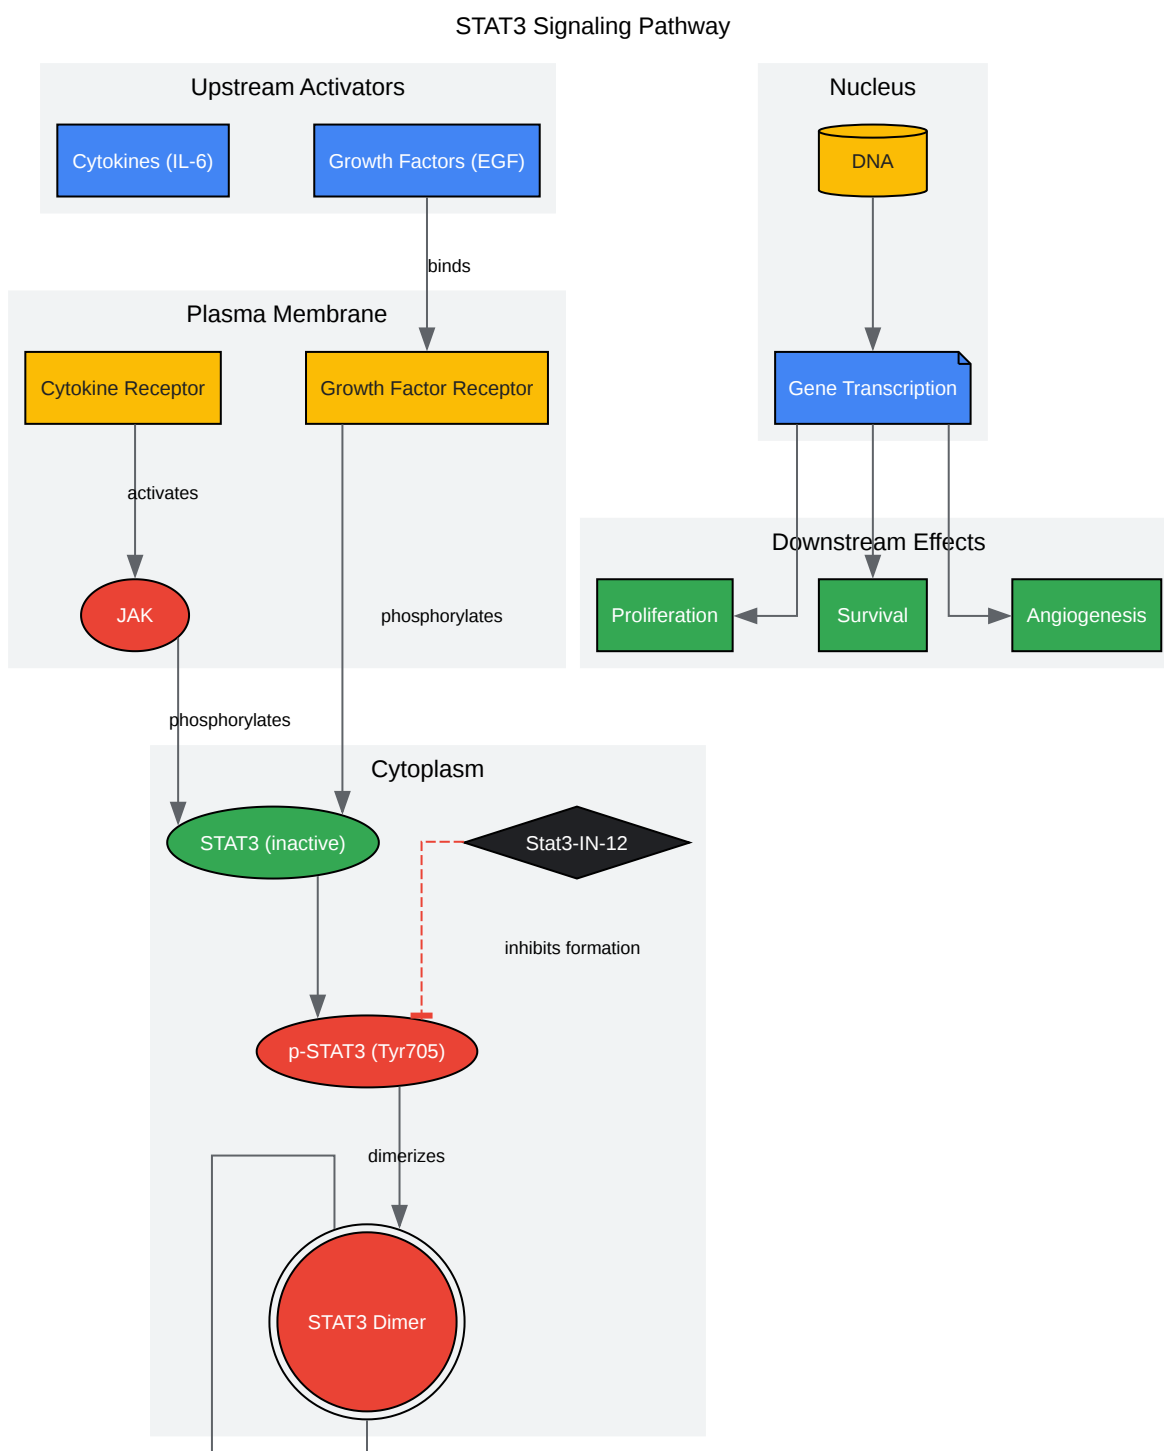 STAT3 Signaling Pathway
Upstream Activators
Cytokines (IL-6)
Growth Factors (EGF)
binds
Plasma Membrane
Cytokine Receptor
Growth Factor Receptor
activates
JAK
phosphorylates
phosphorylates
Nucleus
DNA
Gene Transcription
Downstream Effects
Proliferation
Survival
Angiogenesis
Cytoplasm
STAT3 (inactive)
Stat3-IN-12
inhibits formation
p-STAT3 (Tyr705)
dimerizes
STAT3 Dimer